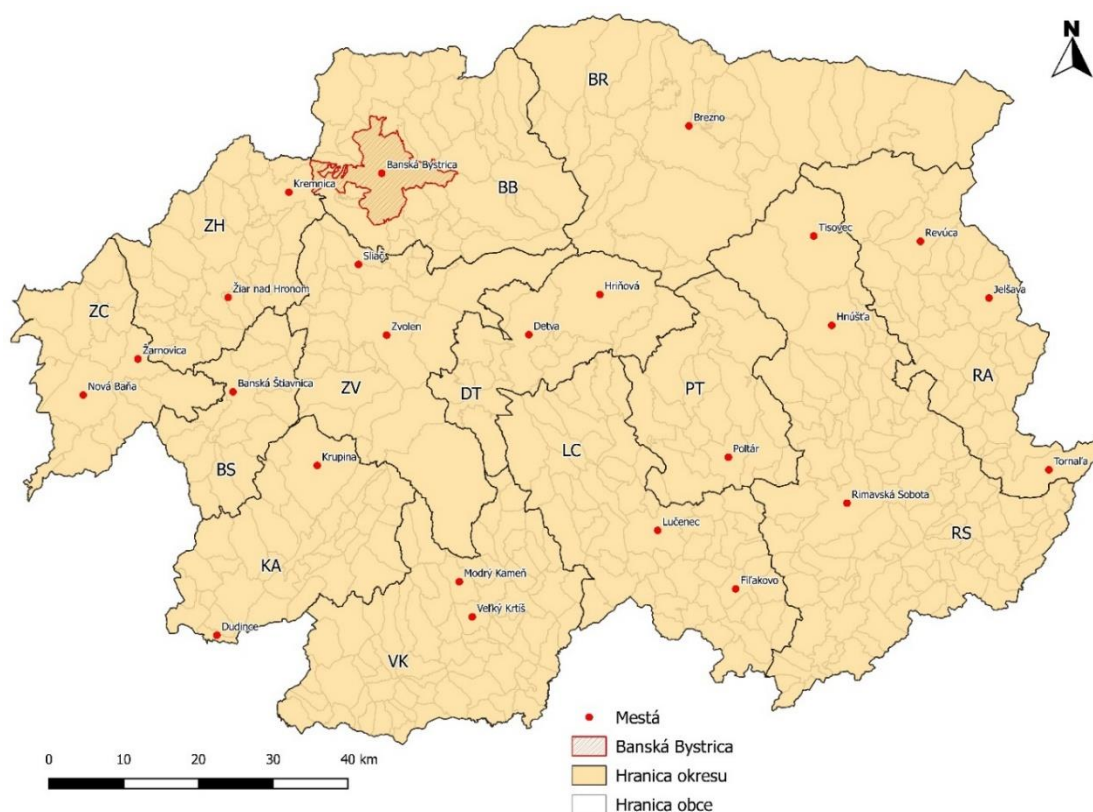 N
BR
Brezno
Banská Bystrica
BB
Kremnica
ZH
Tisovec
Revúca
Sliač
Hriňová
Žiar nad Hronom
Jelšava
ZC
Hnúšťa
Zvolen
Detva
Žarnovica
RA
Nová Baňa
Banská Štiavnica
ZV
DT
PT
LC
Poltár
Krupina
BS
Tornaľa
Rimavská Sobota
Lučenec
RS
KA
Modrý Kameň
Fiľakovo
Veľký Krtíš
Dudince
VK
Mestá
Banská Bystrica
Hranica okresu
Hranica obce
0 10 20 30 40 km